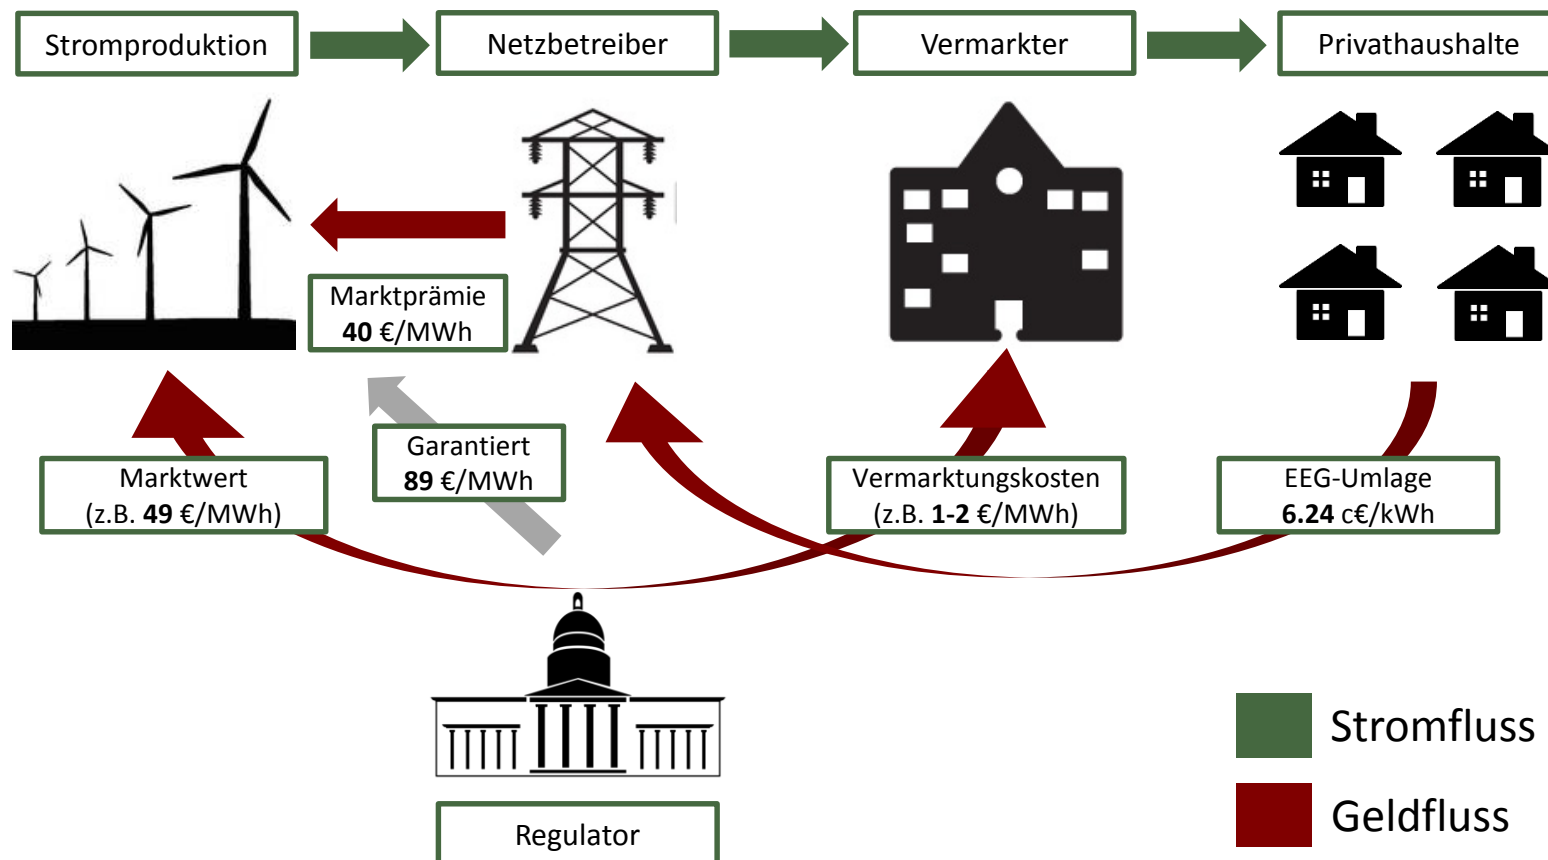 Stromproduktion
Netzbetreiber
Vermarkter
Privathaushalte
Marktprämie
40 €/MWh
Garantiert
89 €/MWh
Marktwert
(z.B. 49 €/MWh)
Vermarktungskosten
(z.B. 1-2 €/MWh)
EEG-Umlage
6.24 c€/kWh
Regulator
Stromfluss
Geldfluss